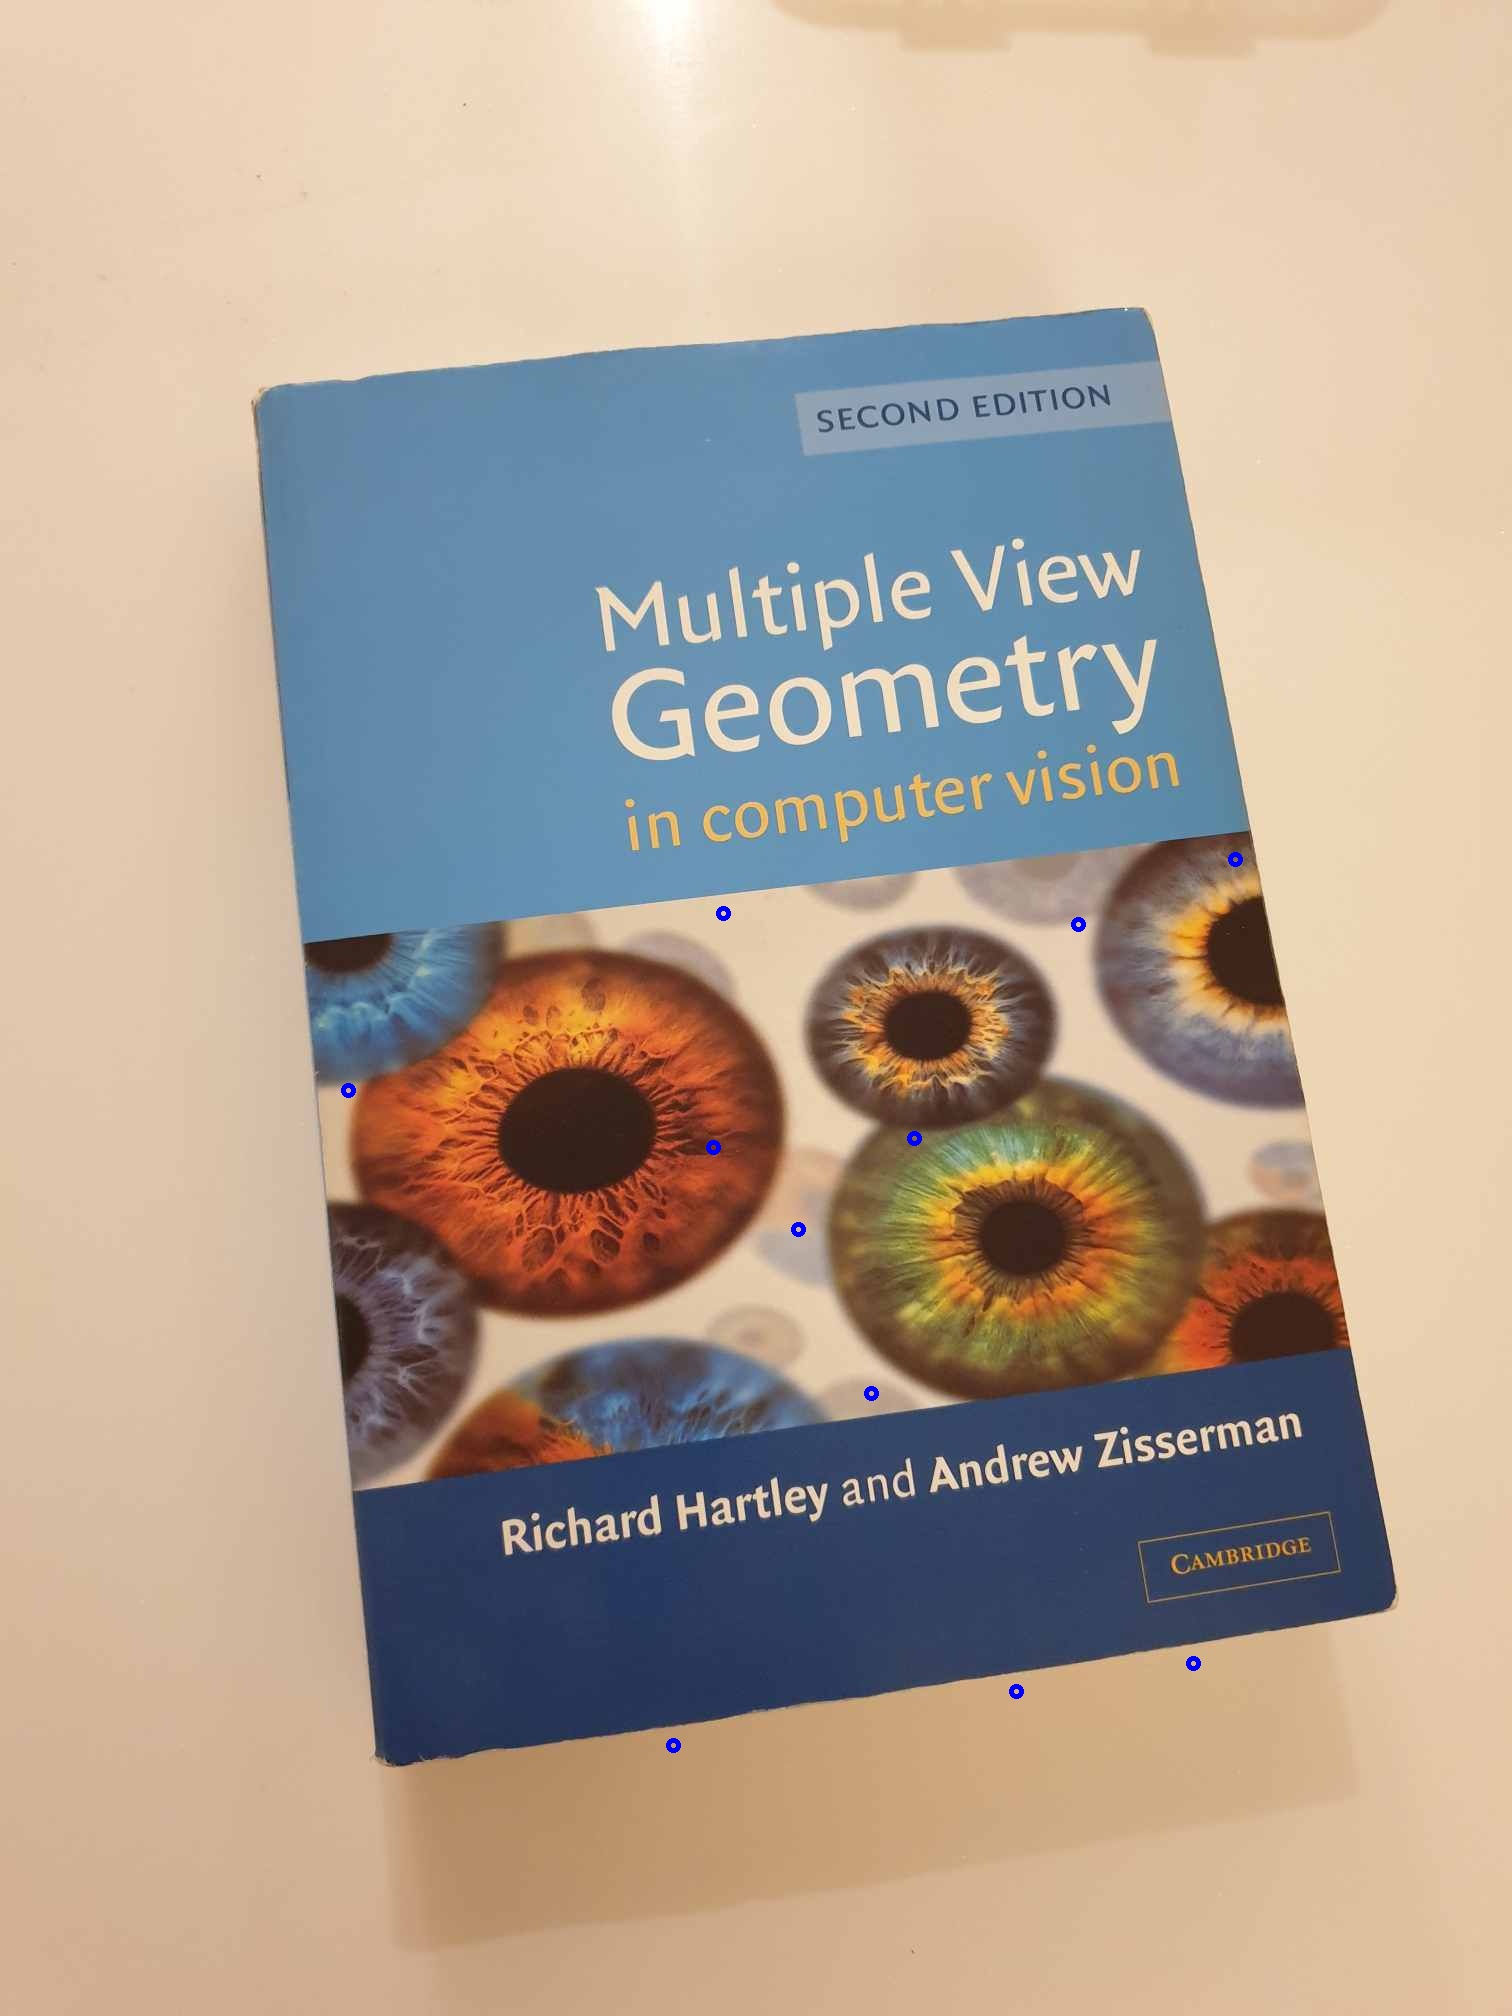 SECOND EDITION
Multiple View
Geometry
in computer vision
Richard Hartley and Andrew Zisserman
CAMBRIDGE